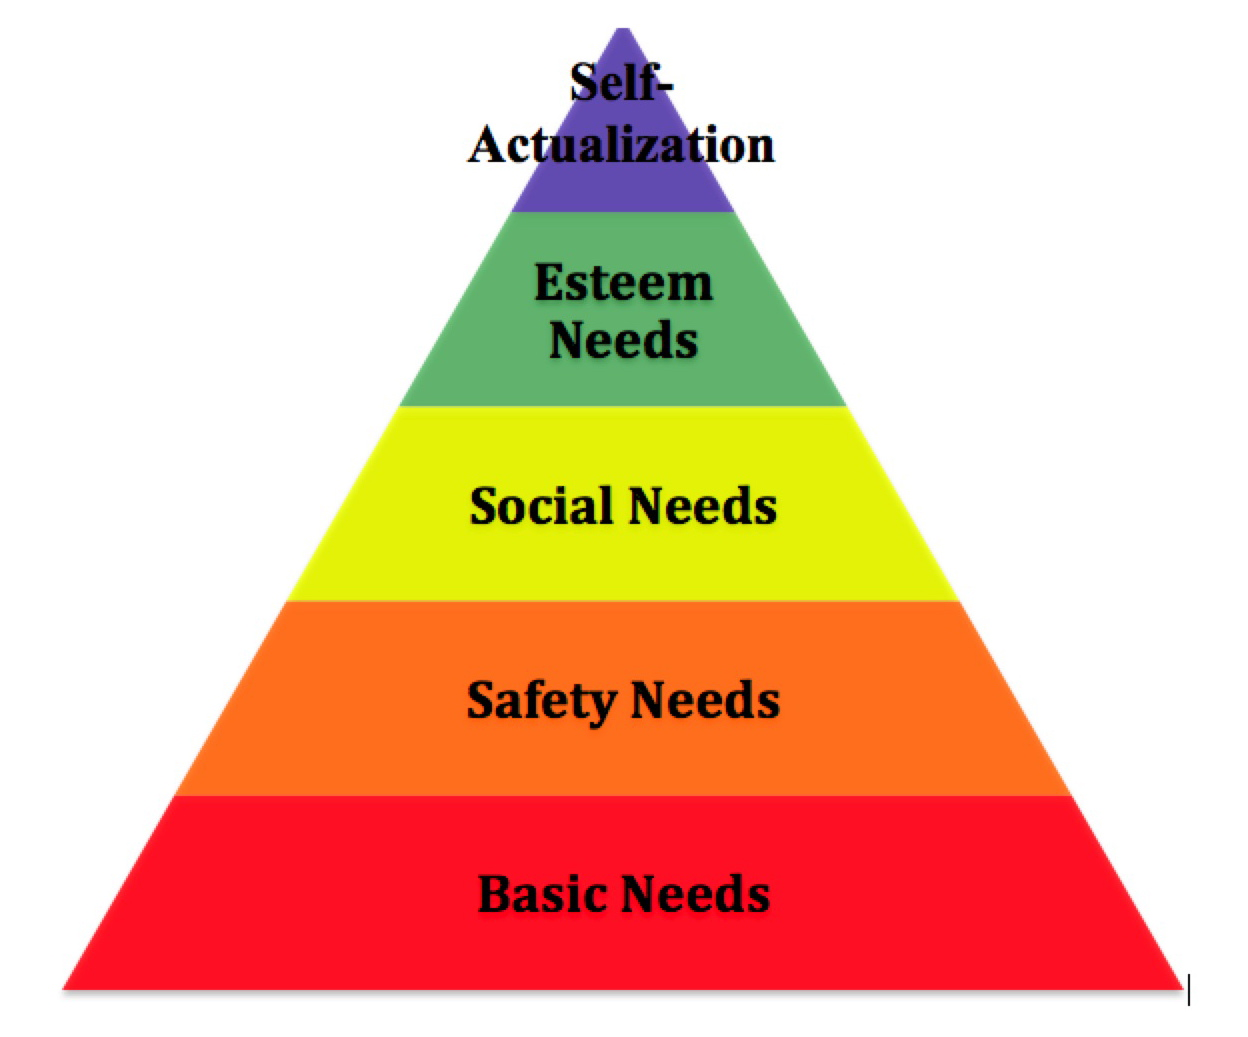 Self-
Actualization
Esteem
Needs
Social Needs
Safety Needs
Basic Needs